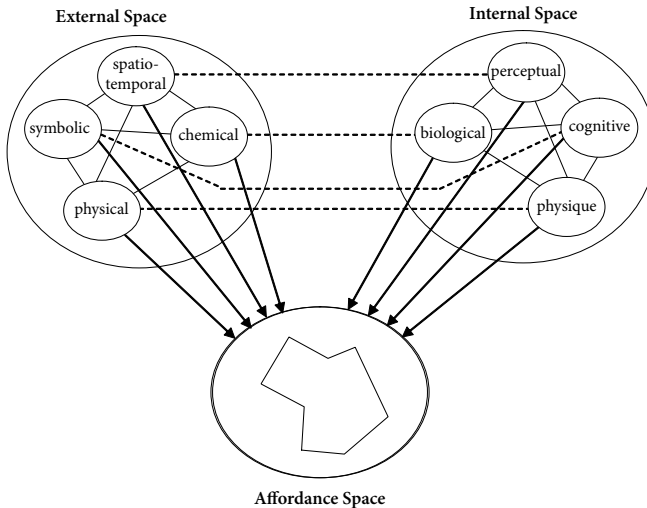 External Space
Internal Space
spatio-
temporal
symbolic
chemical
physical
perceptual
biological
cognitive
physique
Affordance Space